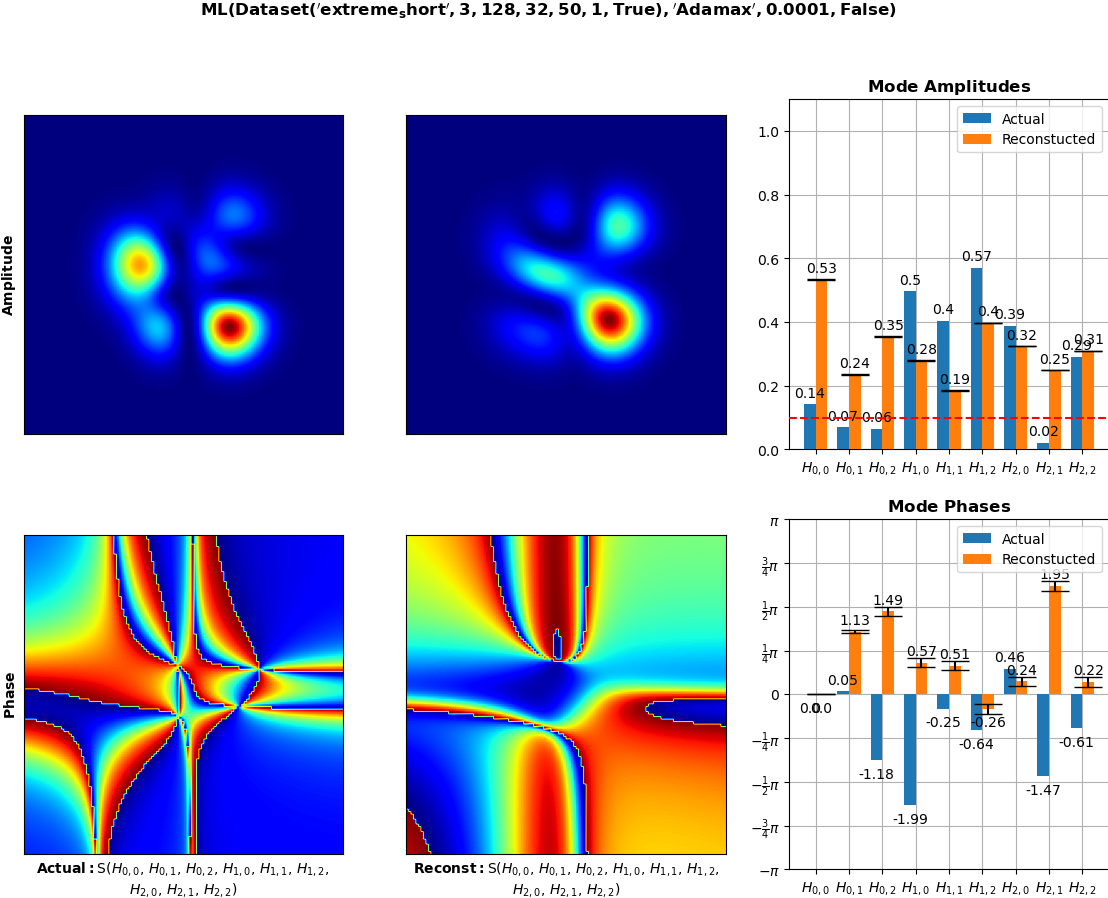 ML(Dataset('extreme_short', 3, 128, 32, 50, 1, True), 'Adamax', 0.0001, False)
Amplitude
Mode Amplitudes
Actual
Reconstucted
1.0
0.8
0.6
0.4
0.2
0.0
0.14
0.53
0.07
0.24
0.06
0.35
0.5
0.28
0.4
0.19
0.57
0.4
0.39
0.32
0.02
0.25
0.29
0.31
H0,0 H0,1 H0,2 H1,0 H1,1 H1,2 H2,0 H2,1 H2,2
Phase
Actual: S(H0,0, H0,1, H0,2, H1,0, H1,1, H1,2,
H2,0, H2,1, H2,2)
Reconst: S(H0,0, H0,1, H0,2, H1,0, H1,1, H1,2,
H2,0, H2,1, H2,2)
Mode Phases
Actual
Reconstucted
π
3/4π
1/2π
1/4π
0
−1/4π
−1/2π
−3/4π
−π
0.0
0.0
0.05
1.13
-1.18
1.49
-1.99
0.57
-0.25
0.51
-0.64
-0.26
0.46
0.24
-1.47
1.95
-0.61
0.22
H0,0 H0,1 H0,2 H1,0 H1,1 H1,2 H2,0 H2,1 H2,2